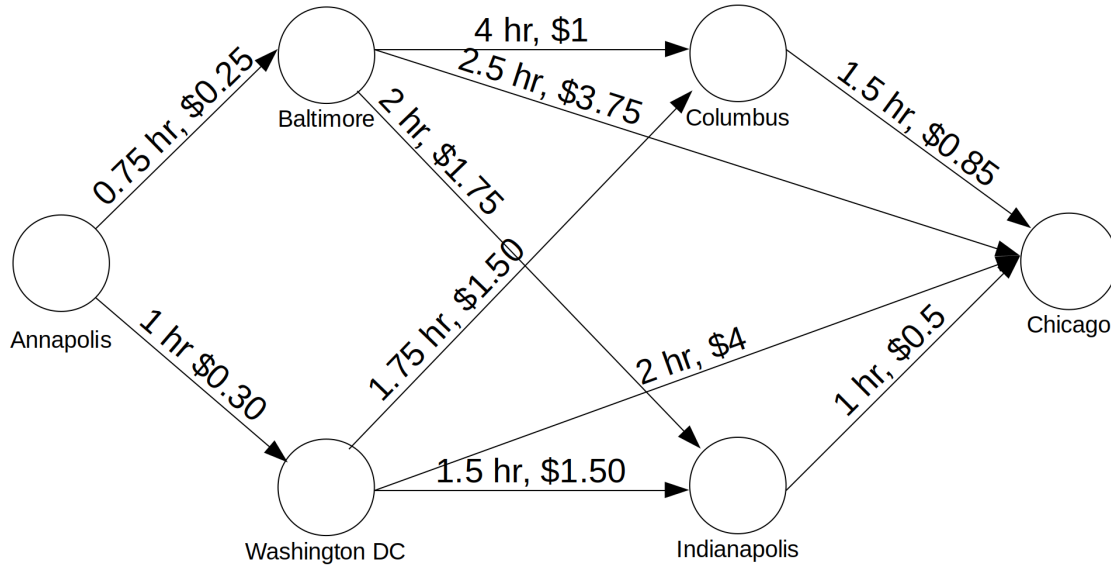 4 hr, $1
2.5 hr, $3.75
0.75 hr, $0.25
Baltimore
Columbus
1.5 hr, $0.85
2 hr, $1.75
Annapolis
Chicago
1.75 hr, $1.50
1 hr $0.30
2 hr, $4
1 hr, $0.5
1.5 hr, $1.50
Washington DC
Indianapolis